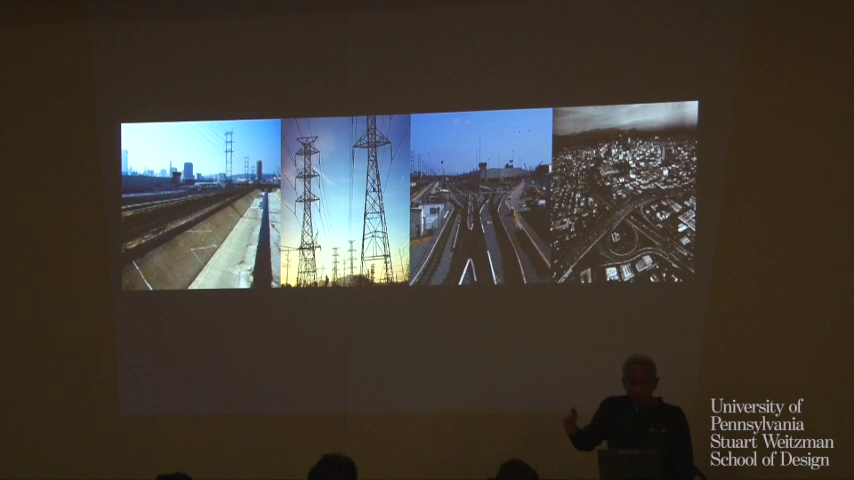 University of
Pennsylvania
Stuart Weitzman
School of Design